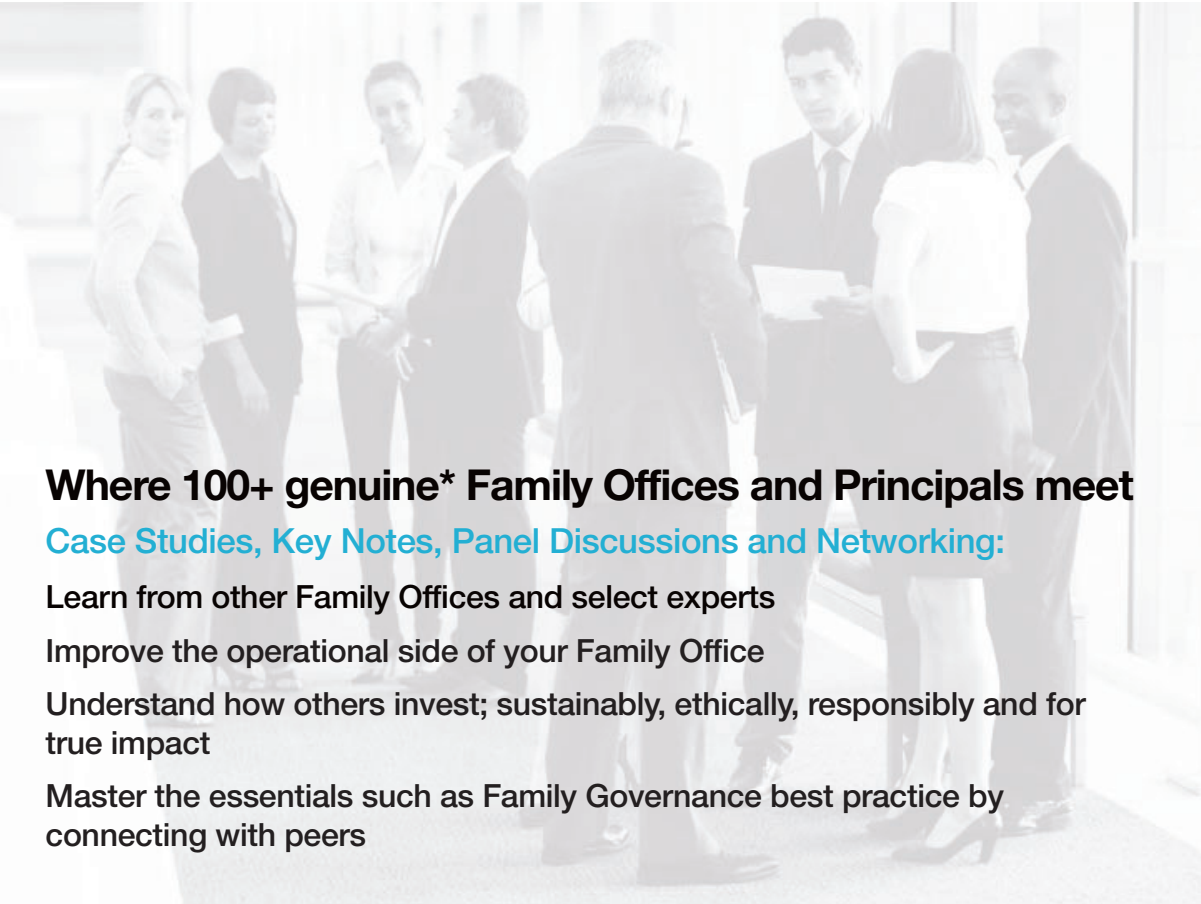 Where 100+ genuine* Family Offices and Principals meet
Case Studies, Key Notes, Panel Discussions and Networking:
Learn from other Family Offices and select experts
Improve the operational side of your Family Office
Understand how others invest; sustainably, ethically, responsibly and for
true impact
Master the essentials such as Family Governance best practice by
connecting with peers